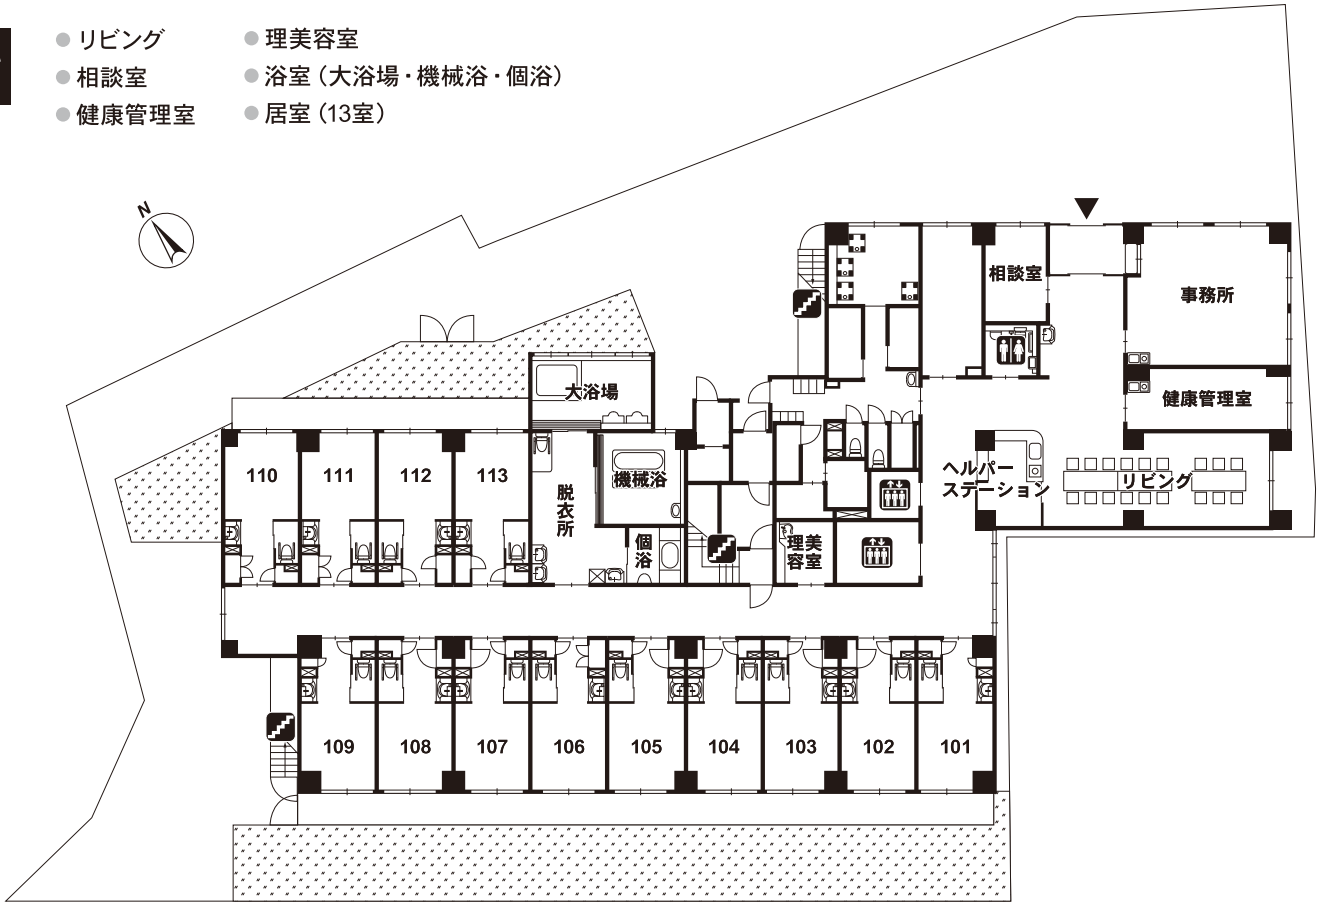 リビング
相談室
健康管理室
理美容室
浴室（大浴場・機械浴・個浴）
居室（13室）
N
相談室
事務所
健康管理室
大浴場
ヘルパー
ステーション
リビング
110
111
112
113
脱衣所
機械浴
個浴
理美
容室
109
108
107
106
105
104
103
102
101